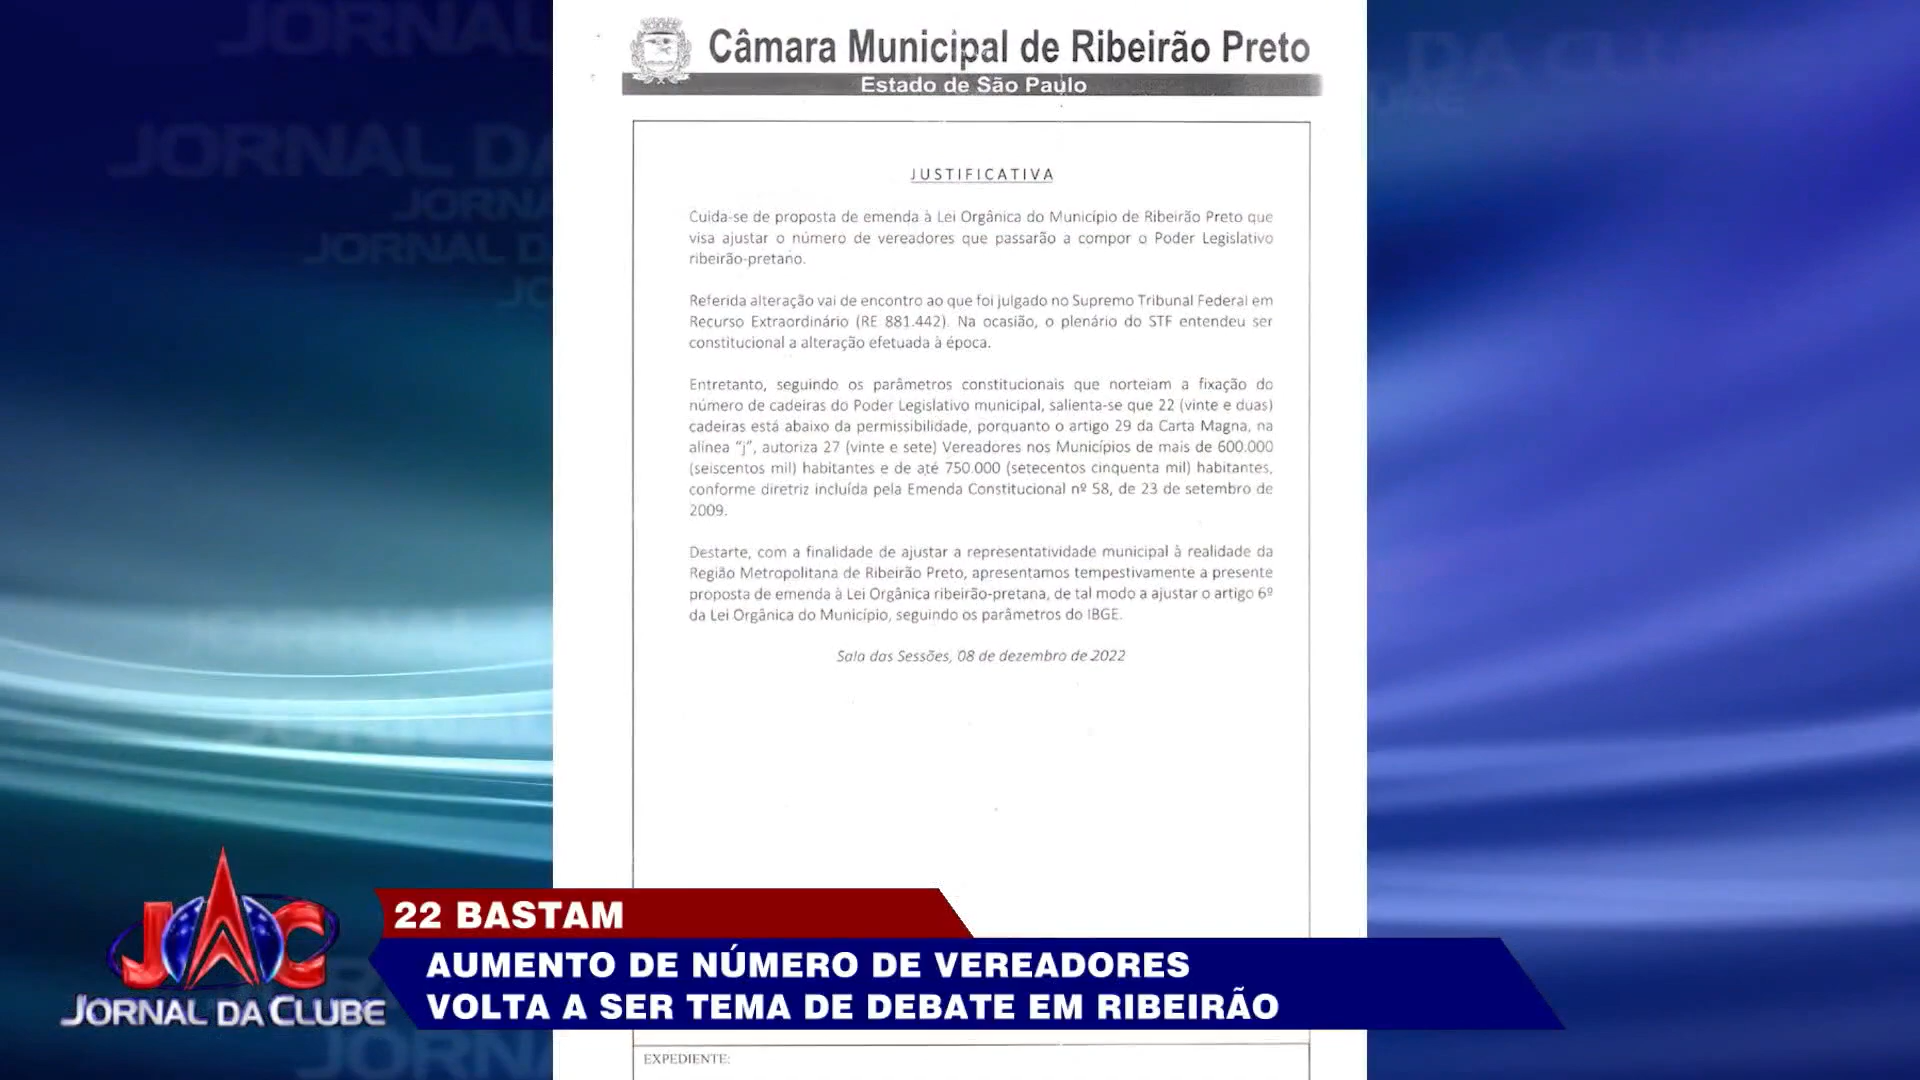 Câmara Municipal de Ribeirão Preto
Estado de São Paulo
JUSTIFICATIVA
Cuida-se de proposta de emenda à Lei Orgânica do Município de Ribeirão Preto que
visa ajustar o número de vereadores que passarão a compor o Poder Legislativo
ribeirão-pretano.
Referida alteração vai de encontro ao que foi julgado no Supremo Tribunal Federal em
Recurso Extraordinário (RE 881.442). Na ocasião, o plenário do STF entendeu ser
constitucional a alteração efetuada à época.
Entretanto, seguindo os parâmetros constitucionais que norteiam a fixação do
número de cadeiras do Poder Legislativo municipal, salienta-se que 22 (vinte e duas)
cadeiras está abaixo da permissibilidade, porquanto o artigo 29 da Carta Magna, na
alínea “j”, autoriza 27 (vinte e sete) Vereadores nos Municípios de mais de 600.000
(seiscentos mil) habitantes e de até 750.000 (setecentos cinquenta mil) habitantes,
conforme diretriz incluída pela Emenda Constitucional nº 58, de 23 de setembro de
2009.
Destarte, com a finalidade de ajustar a representatividade municipal à realidade da
Região Metropolitana de Ribeirão Preto, apresentamos tempestivamente a presente
proposta de emenda à Lei Orgânica ribeirão-pretana, de tal modo a ajustar o artigo 6º
da Lei Orgânica do Município, seguindo os parâmetros do IBGE.
Sala das Sessões, 08 de dezembro de 2022
JORNAL
JORNAL DA
JORNAL
JORNAL D
DA CLUBE
JC
JORNAL DA CLUBE
22 BASTAM
AUMENTO DE NÚMERO DE VEREADORES
VOLTA A SER TEMA DE DEBATE EM RIBEIRÃO
JORNAL
EXPEDIENTE: